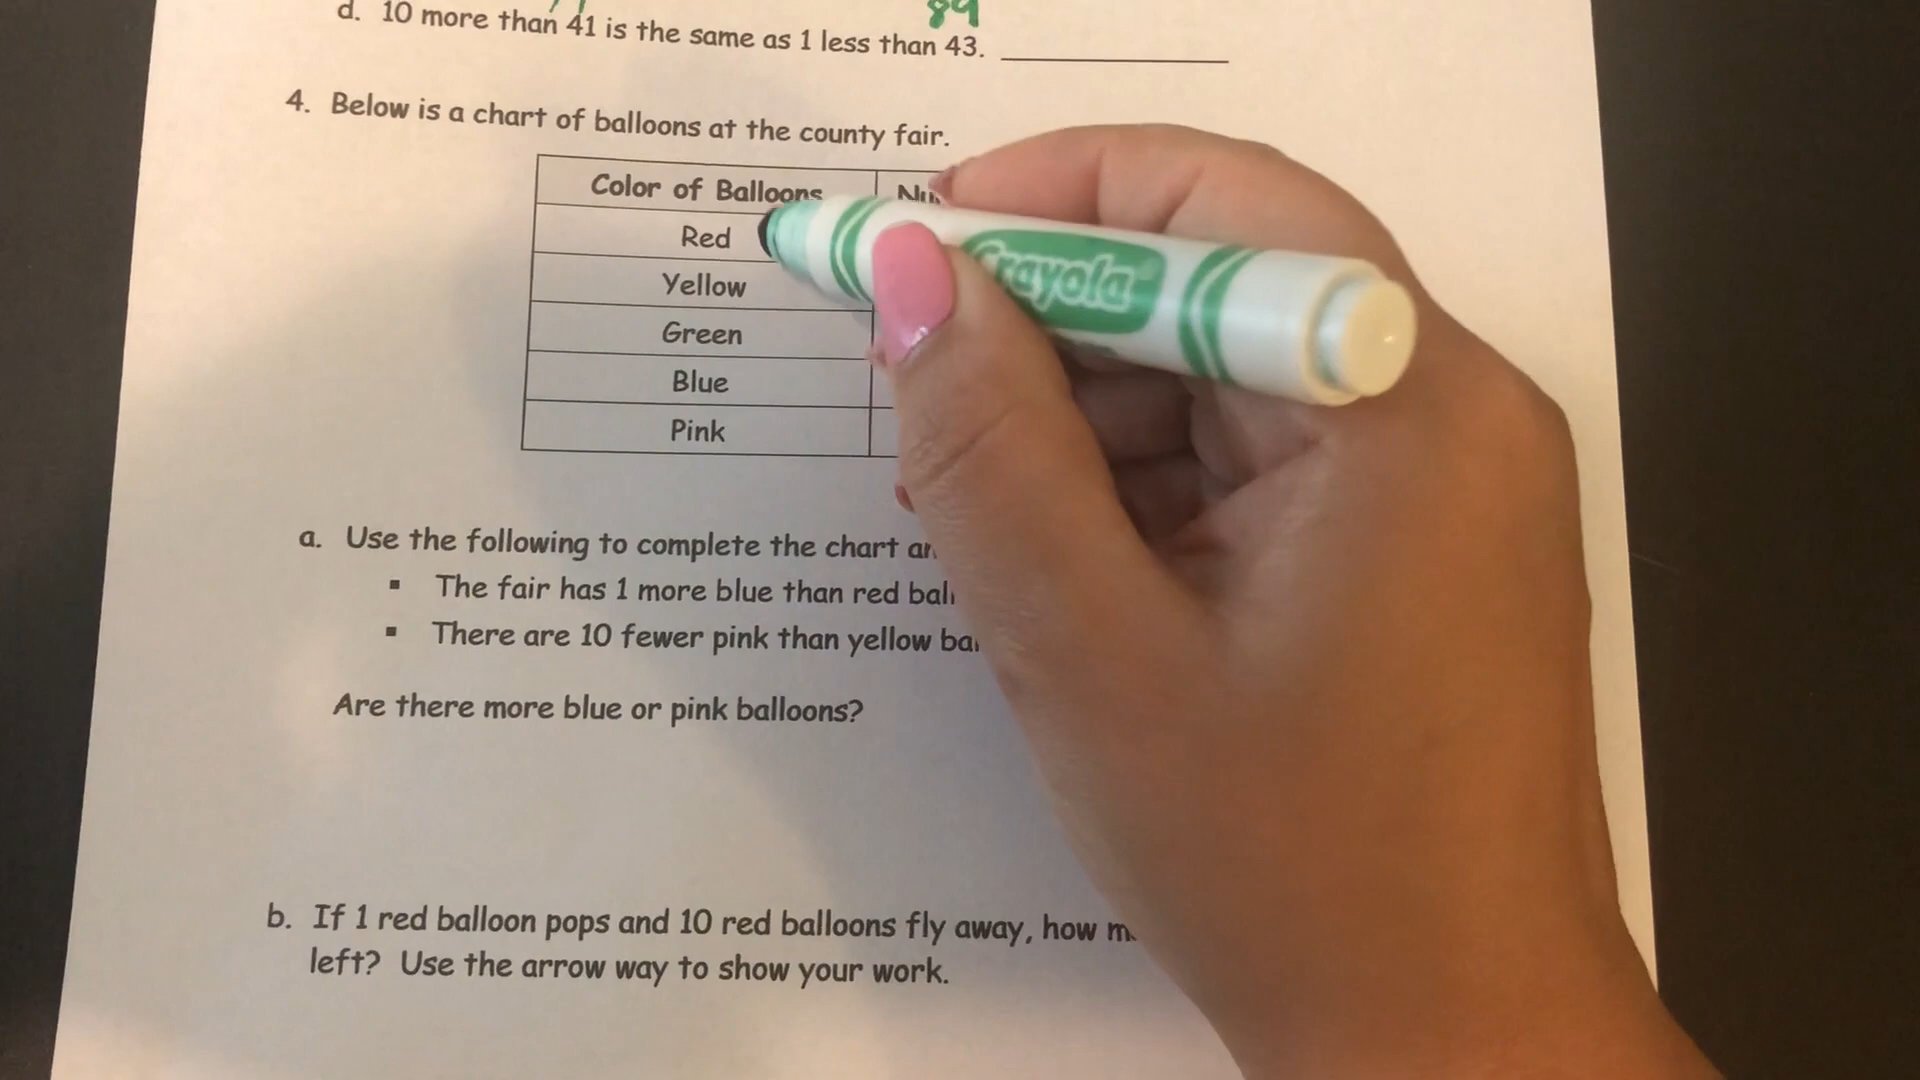 89
d. 10 more than 41 is the same as 1 less than 43.
4. Below is a chart of balloons at the county fair.
Color of Balloons
Red
Yellow
Green
Blue
Pink
Crayola
a. Use the following to complete the chart
▪ The fair has 1 more blue than red
▪ There are 10 fewer pink than yellow
Are there more blue or pink balloons?
b. If 1 red balloon pops and 10 red balloons fly away, how
left? Use the arrow way to show your work.